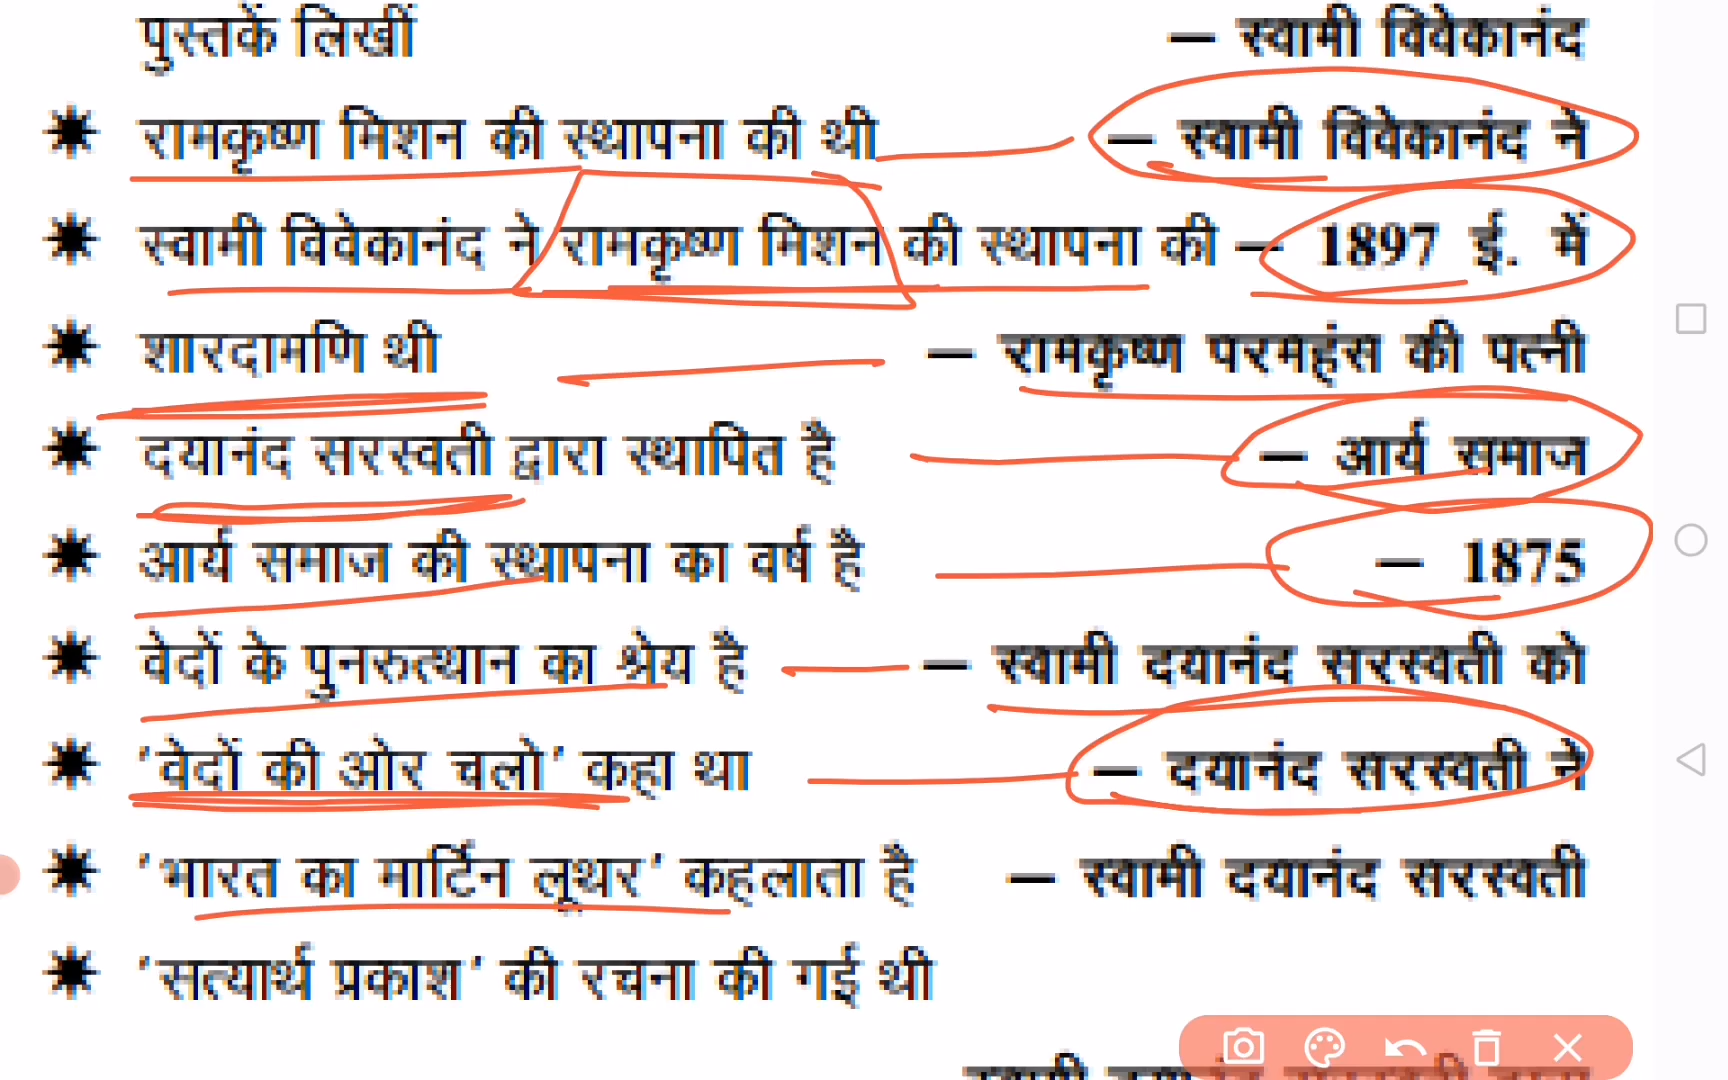 पुस्तकें लिखीं — स्वामी विवेकानंद
✷ रामकृष्ण मिशन की स्थापना की थी — स्वामी विवेकानंद ने
✷ स्वामी विवेकानंद ने रामकृष्ण मिशन की स्थापना की — 1897 ई. में
✷ शारदामणि थी — रामकृष्ण परमहंस की पत्नी
✷ दयानंद सरस्वती द्वारा स्थापित है — आर्य समाज
✷ आर्य समाज की स्थापना का वर्ष है — 1875
✷ वेदों के पुनरुत्थान का श्रेय है — स्वामी दयानंद सरस्वती को
✷ 'वेदों की ओर चलो' कहा था — दयानंद सरस्वती ने
✷ 'भारत का मार्टिन लूथर' कहलाता है — स्वामी दयानंद सरस्वती
✷ 'सत्यार्थ प्रकाश' की रचना की गई थी